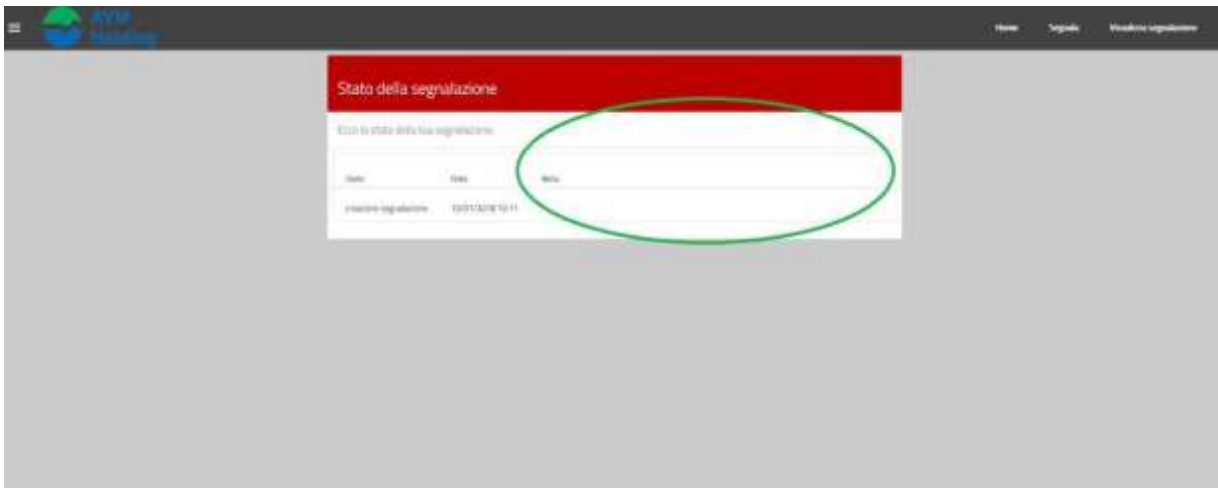 AVM
Holding
Home Segnala Visualizza segnalazione
Stato della segnalazione
Ecco lo stato della tua segnalazione
Stato Data Note
creazione segnalazione